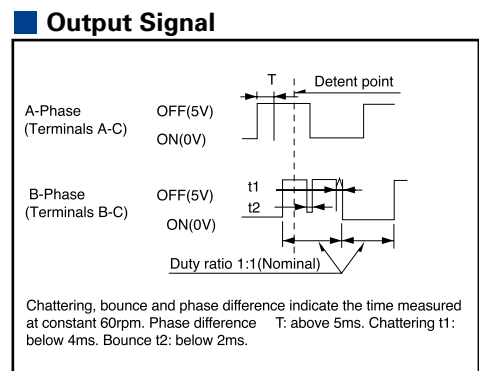 Output Signal
T
Detent point
A-Phase
(Terminals A-C)
OFF(5V)
ON(0V)
B-Phase
(Terminals B-C)
OFF(5V)
ON(0V)
t1
t2
Duty ratio 1:1(Nominal)
Chattering, bounce and phase difference indicate the time measured
at constant 60rpm. Phase difference T: above 5ms. Chattering t1:
below 4ms. Bounce t2: below 2ms.